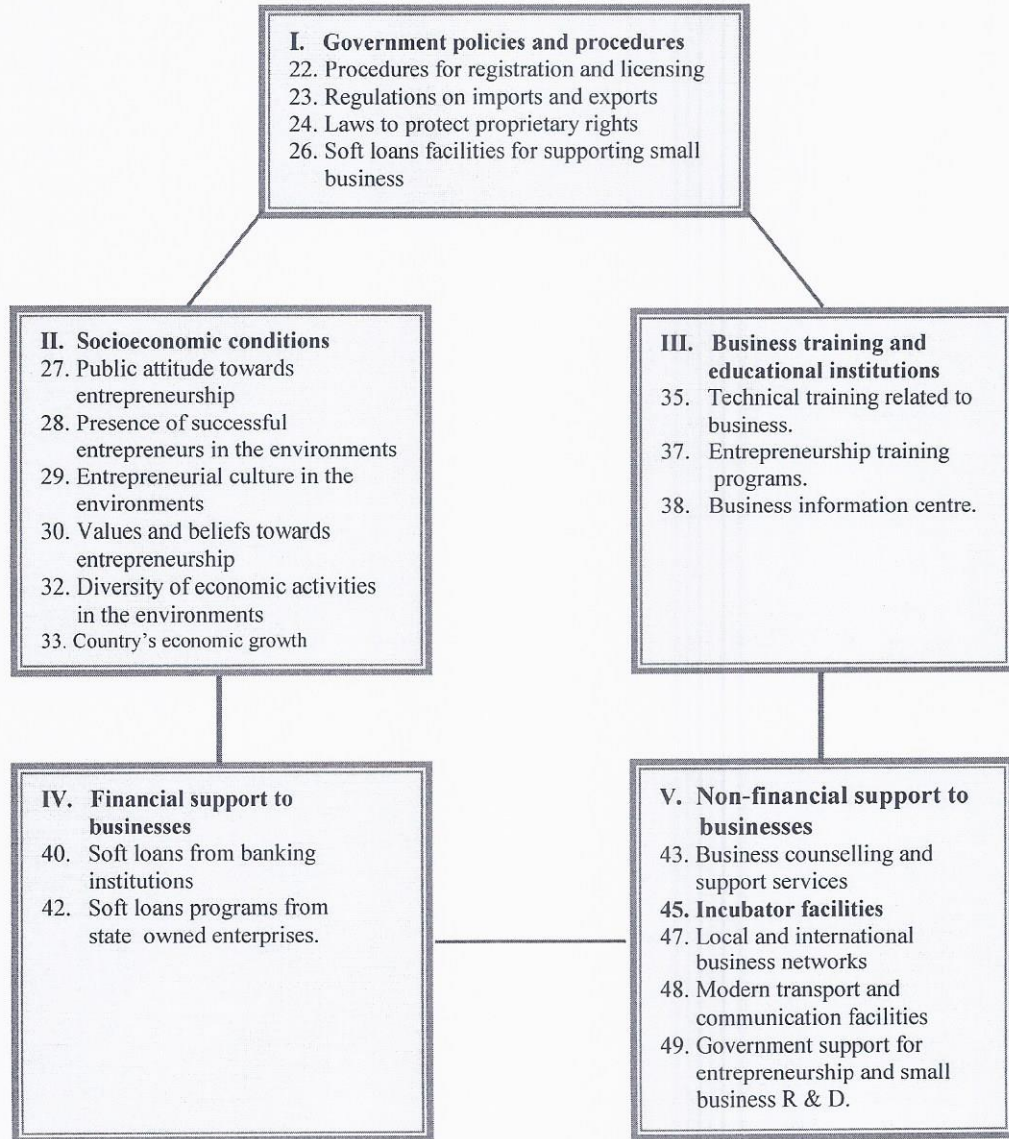 I. Government policies and procedures
22. Procedures for registration and licensing
23. Regulations on imports and exports
24. Laws to protect proprietary rights
26. Soft loans facilities for supporting small
business
II. Socioeconomic conditions
27. Public attitude towards
entrepreneurship
28. Presence of successful
entrepreneurs in the environments
29. Entrepreneurial culture in the
environments
30. Values and beliefs towards
entrepreneurship
32. Diversity of economic activities
in the environments
33. Country's economic growth
III. Business training and
educational institutions
35. Technical training related to
business.
37. Entrepreneurship training
programs.
38. Business information centre.
IV. Financial support to
businesses
40. Soft loans from banking
institutions
42. Soft loans programs from
state owned enterprises.
V. Non-financial support to
businesses
43. Business counselling and
support services
45. Incubator facilities
47. Local and international
business networks
48. Modern transport and
communication facilities
49. Government support for
entrepreneurship and small
business R & D.